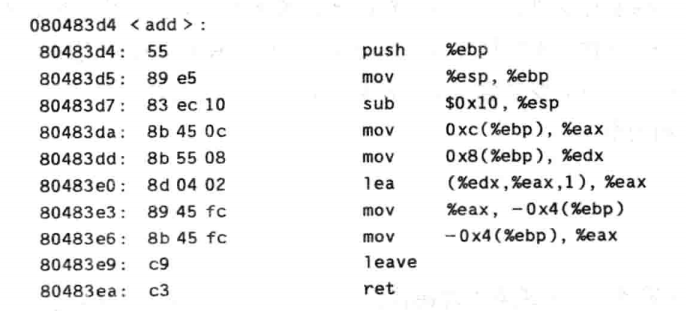 080483d4 <add>:
80483d4: 55 push %ebp
80483d5: 89 e5 mov %esp, %ebp
80483d7: 83 ec 10 sub $0x10, %esp
80483da: 8b 45 0c mov 0xc(%ebp), %eax
80483dd: 8b 55 08 mov 0x8(%ebp), %edx
80483e0: 8d 04 02 lea (%edx,%eax,1), %eax
80483e3: 89 45 fc mov %eax, -0x4(%ebp)
80483e6: 8b 45 fc mov -0x4(%ebp), %eax
80483e9: c9 leave
80483ea: c3 ret